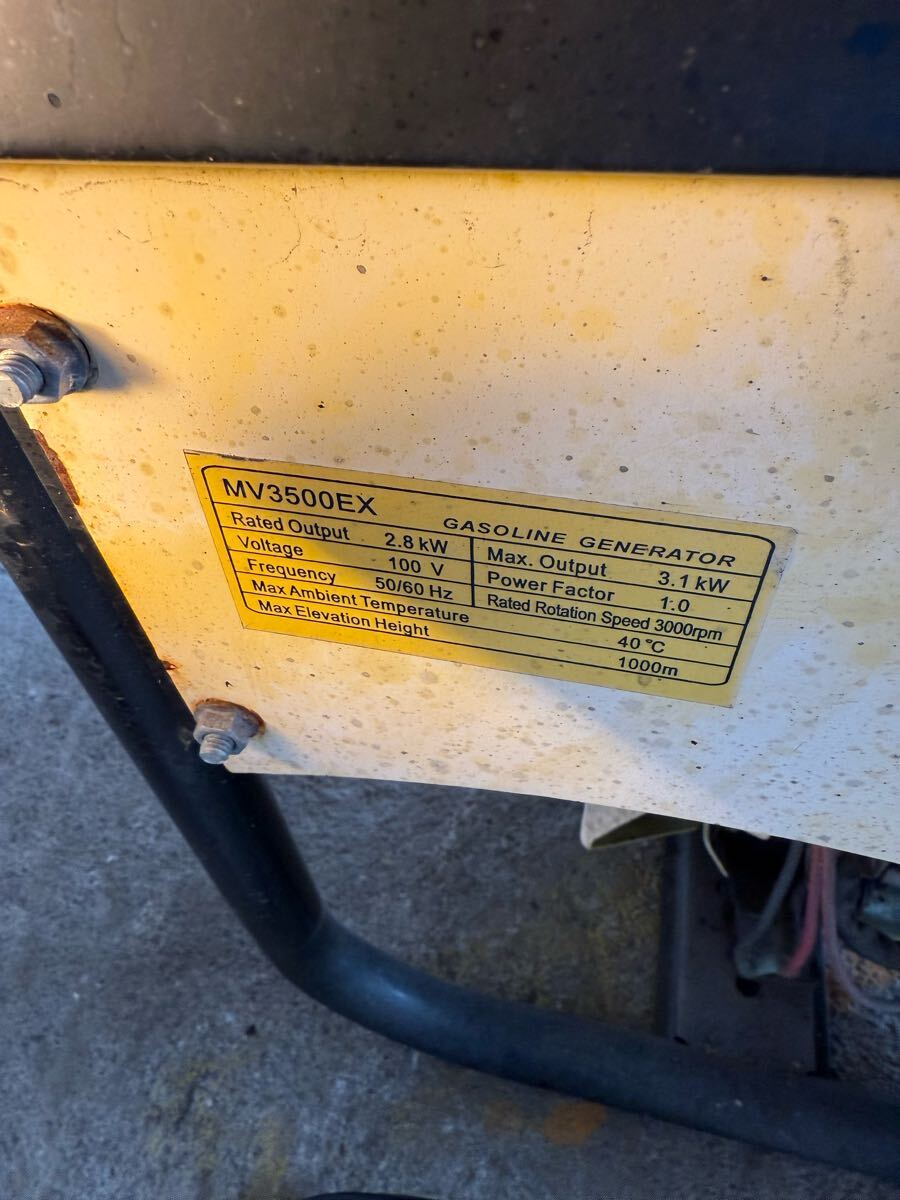 MV3500EX GASOLINE GENERATOR
Rated Output 2.8 kW Max. Output 3.1 kW
Voltage 100 V Power Factor 1.0
Frequency 50/60 Hz Rated Rotation Speed 3000rpm
Max Ambient Temperature 40 °C
Max Elevation Height 1000m